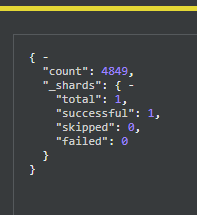 { -
"count": 4849,
"_shards": { -
"total": 1,
"successful": 1,
"skipped": 0,
"failed": 0
}
}